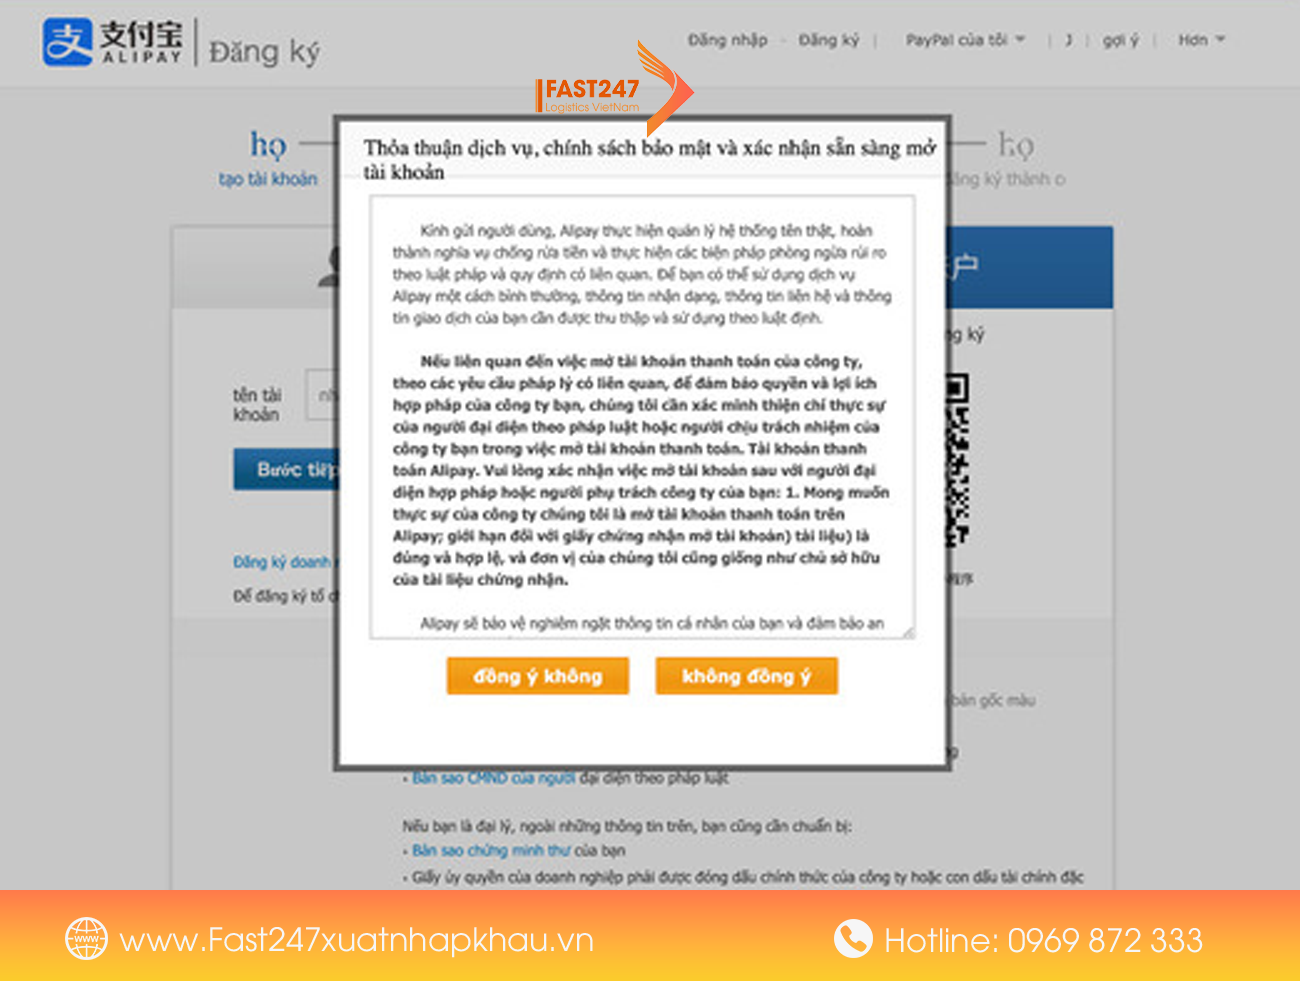 支付宝
ALIPAY
Đăng ký
Đăng nhập - Đăng ký | PayPal của tôi | | gợi ý | Hơn
FAST247
Logistics VietNam
họ
tạo tài khoản
họ
đăng ký thành c
Thỏa thuận dịch vụ, chính sách bảo mật và xác nhận sẵn sàng mở
tài khoản
Kính gửi người dùng, Alipay thực hiện quản lý hệ thống tên thật, hoàn
thành nghĩa vụ chống rửa tiền và thực hiện các biện pháp phòng ngừa rủi ro
theo luật pháp và quy định có liên quan. Để bạn có thể sử dụng dịch vụ
Alipay một cách bình thường, thông tin nhận dạng, thông tin liên hệ và thông
tin giao dịch của bạn cần được thu thập và sử dụng theo luật định.
Nếu liên quan đến việc mở tài khoản thanh toán của công ty,
theo các yêu cầu pháp lý có liên quan, để đảm bảo quyền và lợi ích
hợp pháp của công ty bạn, chúng tôi cần xác minh thiện chí thực sự
của người đại diện theo pháp luật hoặc người chịu trách nhiệm của
công ty bạn trong việc mở tài khoản thanh toán. Tài khoản thanh
toán Alipay. Vui lòng xác nhận việc mở tài khoản sau với người đại
diện hợp pháp hoặc người phụ trách công ty của bạn: 1. Mong muốn
thực sự của công ty chúng tôi là mở tài khoản thanh toán trên
Alipay; giới hạn đối với giấy chứng nhận mở tài khoản) tài liệu) là
đúng và hợp lệ, và đơn vị của chúng tôi cũng giống như chủ sở hữu
của tài liệu chứng nhận.
Alipay sẽ bảo vệ nghiêm ngặt thông tin cá nhân của bạn và đảm bảo an
đồng ý không
không đồng ý
户
ng ký
tên tài
khoản
nh
Bước tiếp
Đăng ký doanh
Để đăng ký tổ c
程序
bản gốc màu
• Bản sao CMND của người đại diện theo pháp luật
Nếu bạn là đại lý, ngoài những thông tin trên, bạn cũng cần chuẩn bị:
• Bản sao chứng minh thư của bạn
• Giấy ủy quyền của doanh nghiệp phải được đóng dấu chính thức của công ty hoặc con dấu tài chính đặc
www.Fast247xuatnhapkhau.vn
Hotline: 0969 872 333